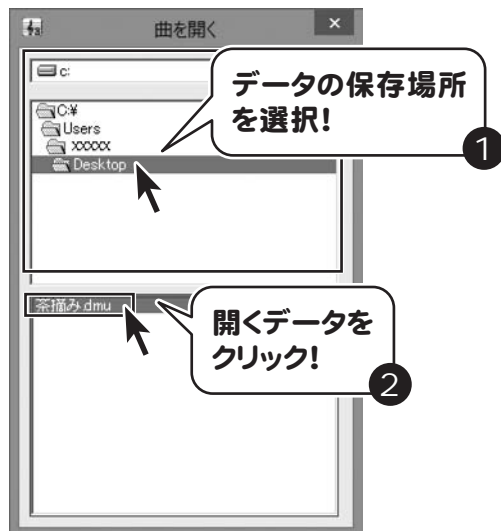 曲を開く
c:
データの保存場所
を選択!
1
C:¥
Users
xxxxx
Desktop
茶摘み.dmu
開くデータを
クリック!
2